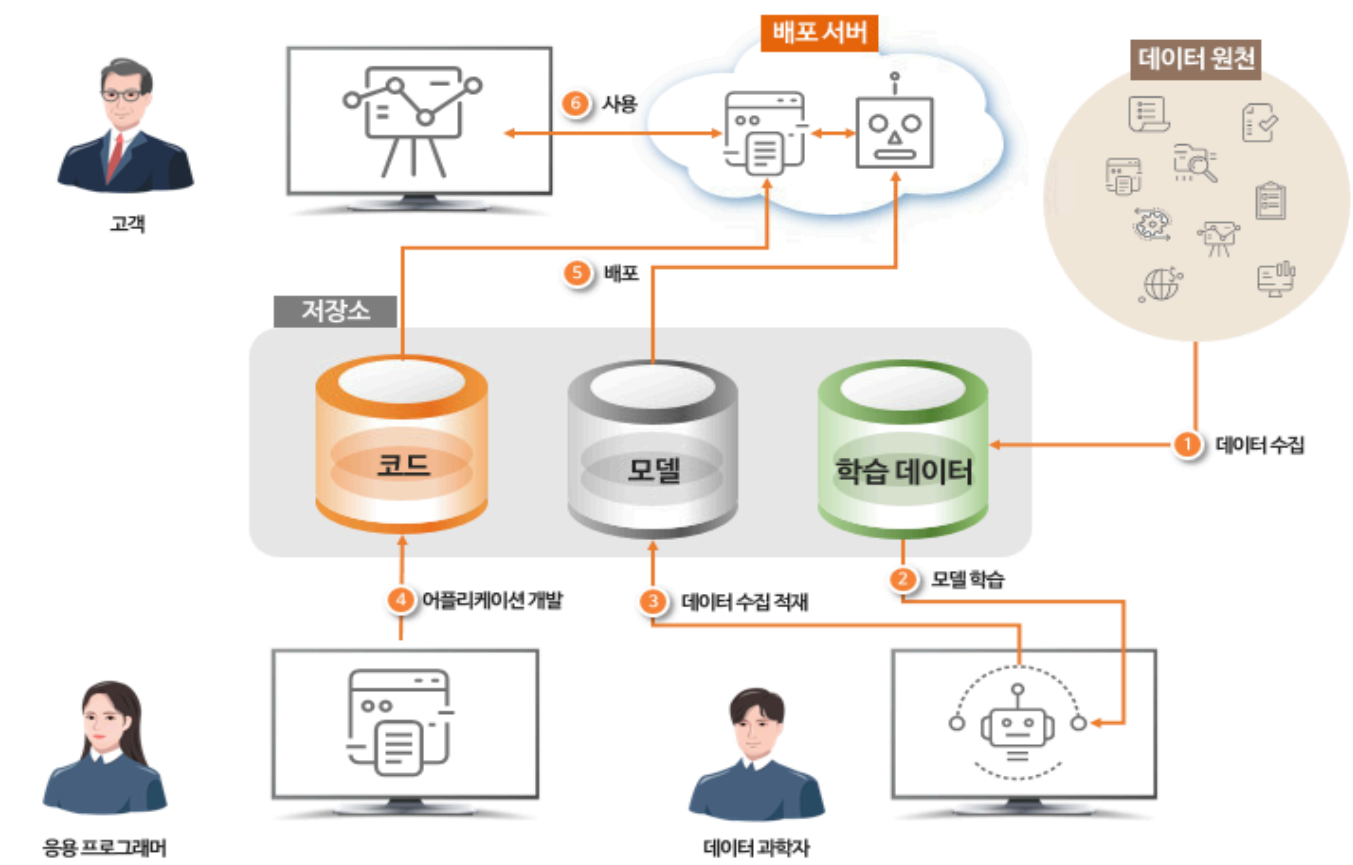 배포 서버
데이터 원천
6 사용
고객
5 배포
저장소
코드
모델
학습 데이터
1 데이터 수집
2 모델 학습
4 어플리케이션 개발
3 데이터 수집 적재
응용 프로그래머
데이터 과학자